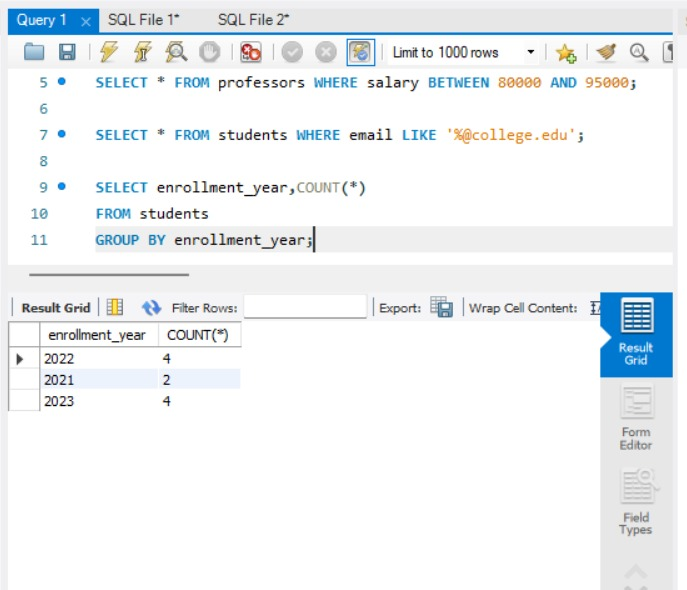 Query 1 × SQL File 1* SQL File 2*
Limit to 1000 rows
5 SELECT * FROM professors WHERE salary BETWEEN 80000 AND 95000;
6
7 SELECT * FROM students WHERE email LIKE '%@college.edu';
8
9 SELECT enrollment_year,COUNT(*)
10 FROM students
11 GROUP BY enrollment_year;
Result Grid Filter Rows: Export: Wrap Cell Content:
enrollment_year COUNT(*)
2022 4
2021 2
2023 4
Result
Grid
Form
Editor
Field
Types